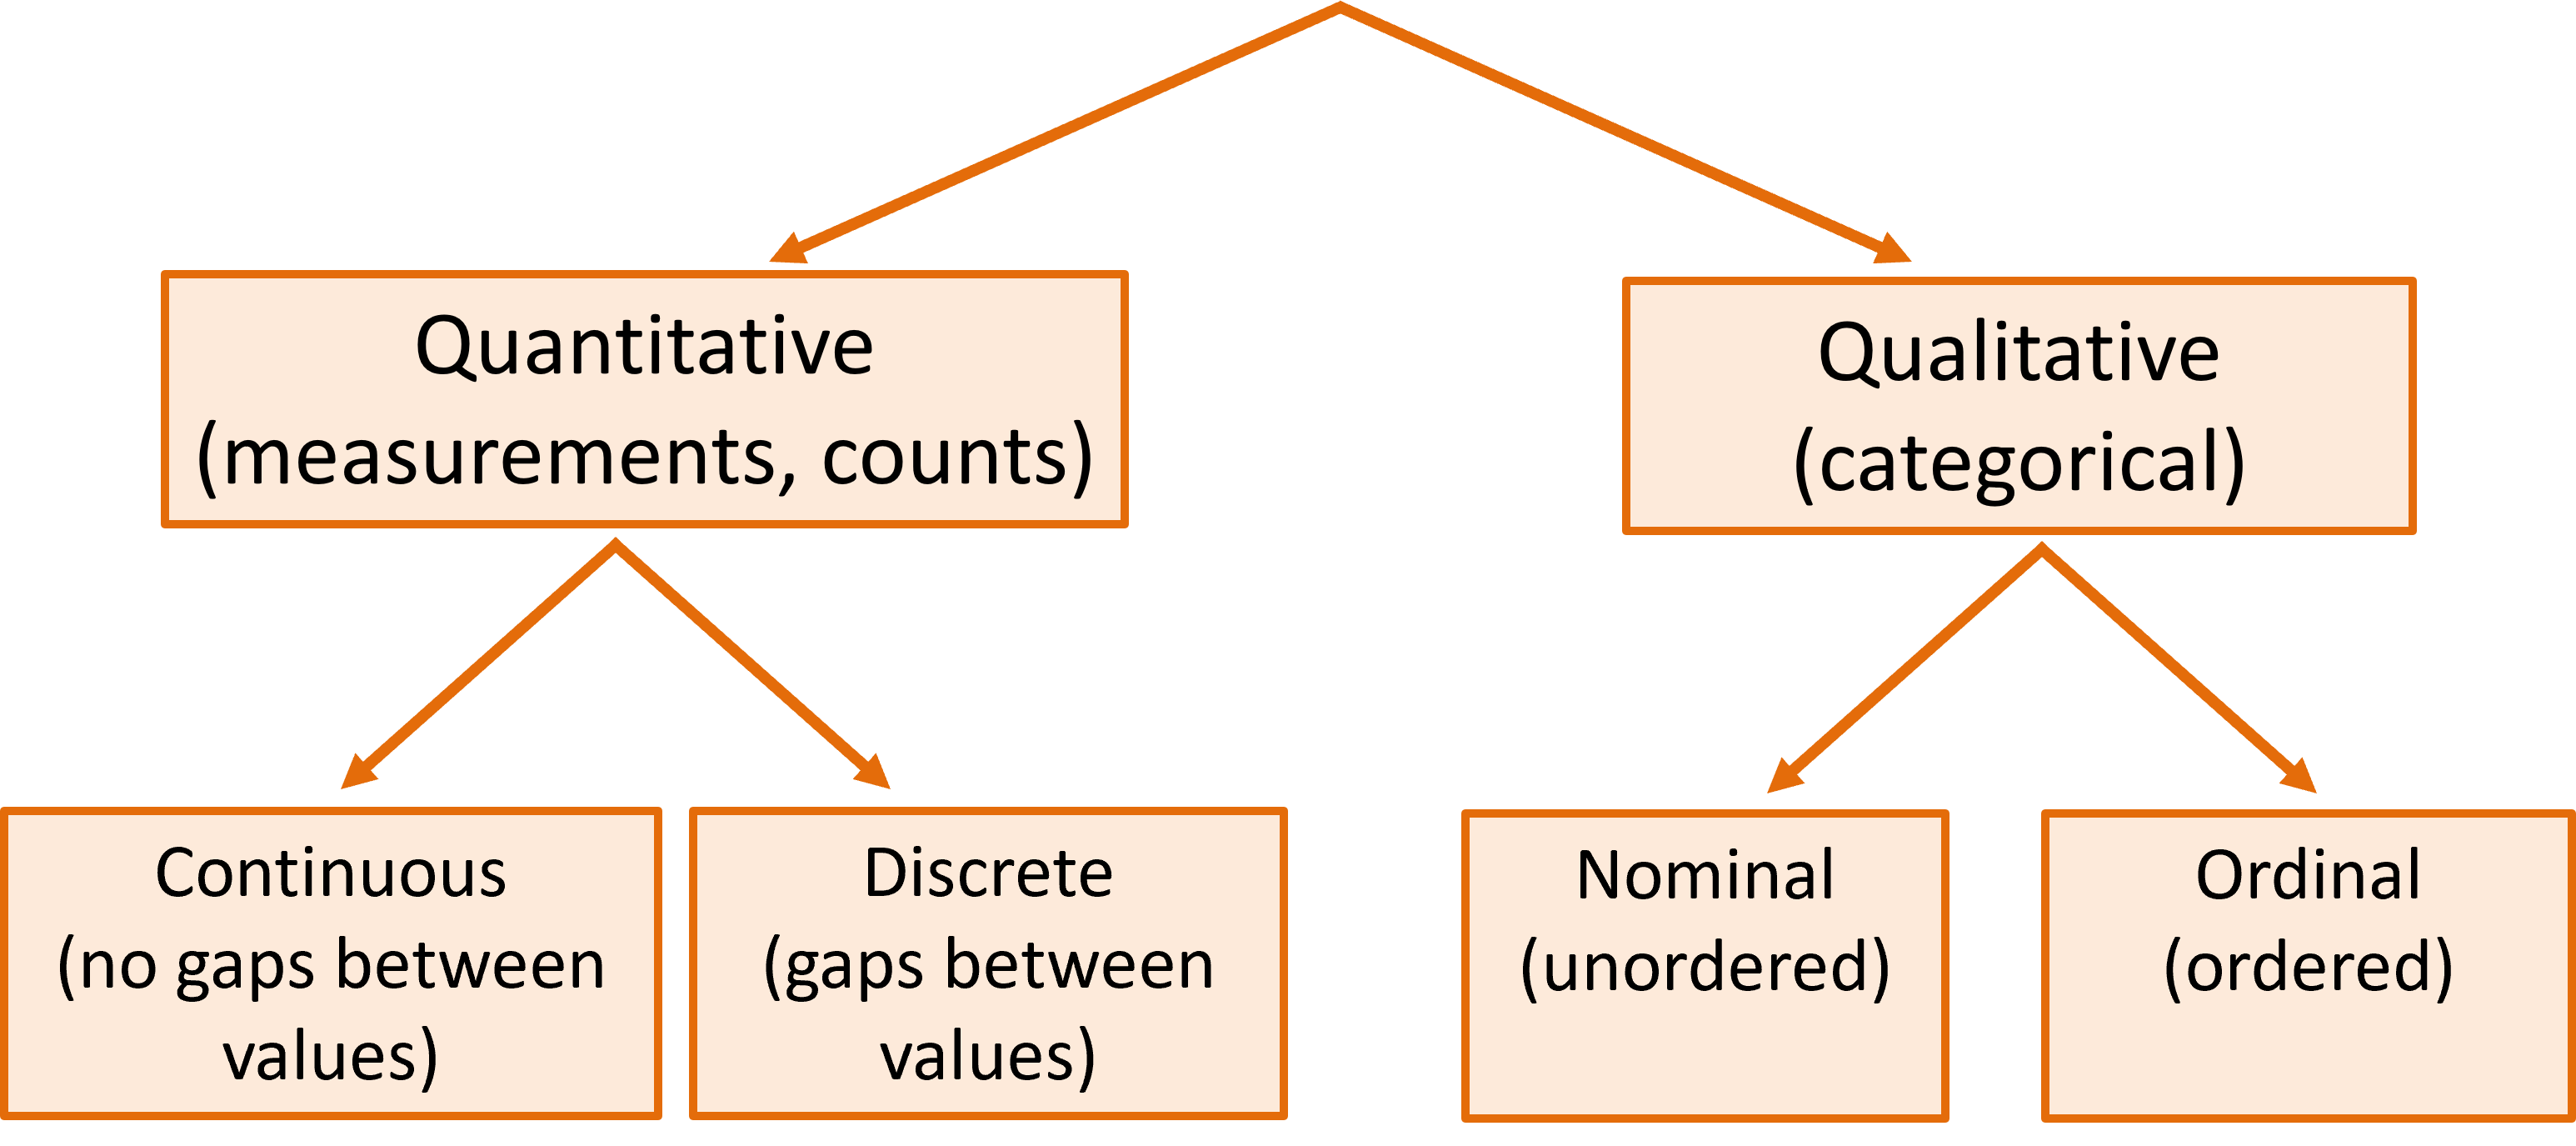 Quantitative
(measurements, counts)
Qualitative
(categorical)
Continuous
(no gaps between
values)
Discrete
(gaps between
values)
Nominal
(unordered)
Ordinal
(ordered)